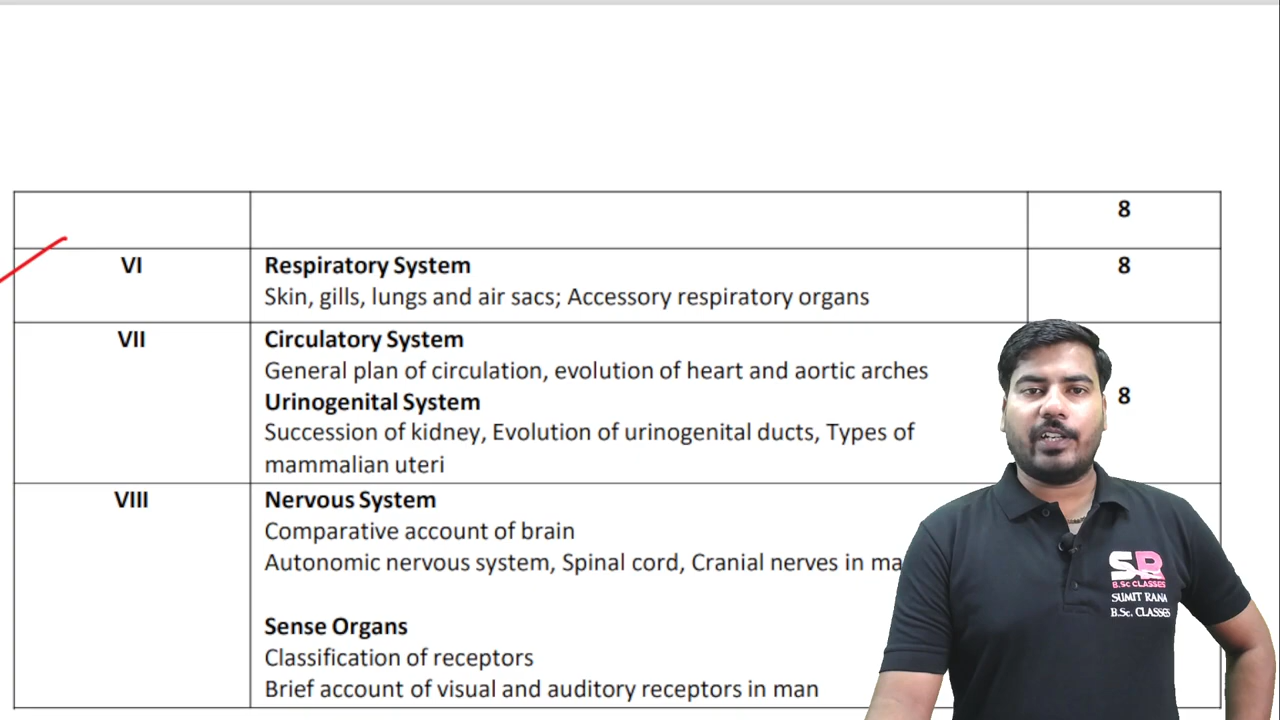 8
VI
Respiratory System
8
Skin, gills, lungs and air sacs; Accessory respiratory organs
VII
Circulatory System
General plan of circulation, evolution of heart and aortic arches
8
Urinogenital System
Succession of kidney, Evolution of urinogenital ducts, Types of
mammalian uteri
VIII
Nervous System
Comparative account of brain
Autonomic nervous system, Spinal cord, Cranial nerves in
Sense Organs
Classification of receptors
Brief account of visual and auditory receptors in man
SR
B.Sc CLASSES
SUMIT RANA
B.Sc. CLASSES